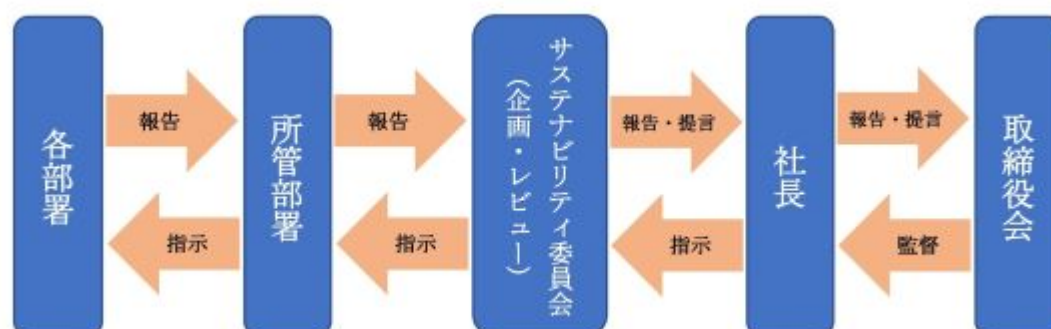 各部署
報告
指示
所管部署
報告
指示
サステナビリティ委員会
（企画・レビュー）
報告・提言
指示
社長
報告・提言
監督
取締役会